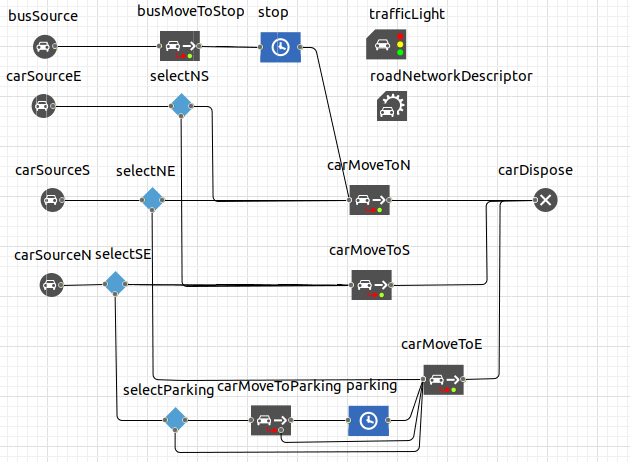 busSource
busMoveToStop
stop
trafficLight
carSourceE
selectNS
roadNetworkDescriptor
carSourceS
selectNE
carMoveToN
carDispose
carSourceN
selectSE
carMoveToS
carMoveToE
selectParking
carMoveToParking
parking